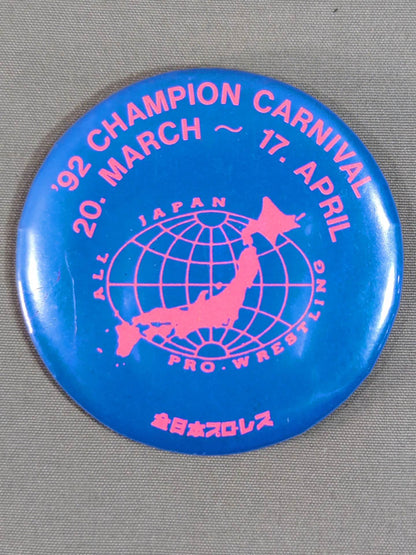 '92 CHAMPION CARNIVAL
20. MARCH ~ 17. APRIL
ALL JAPAN
PRO-WRESTLING
全日本プロレス